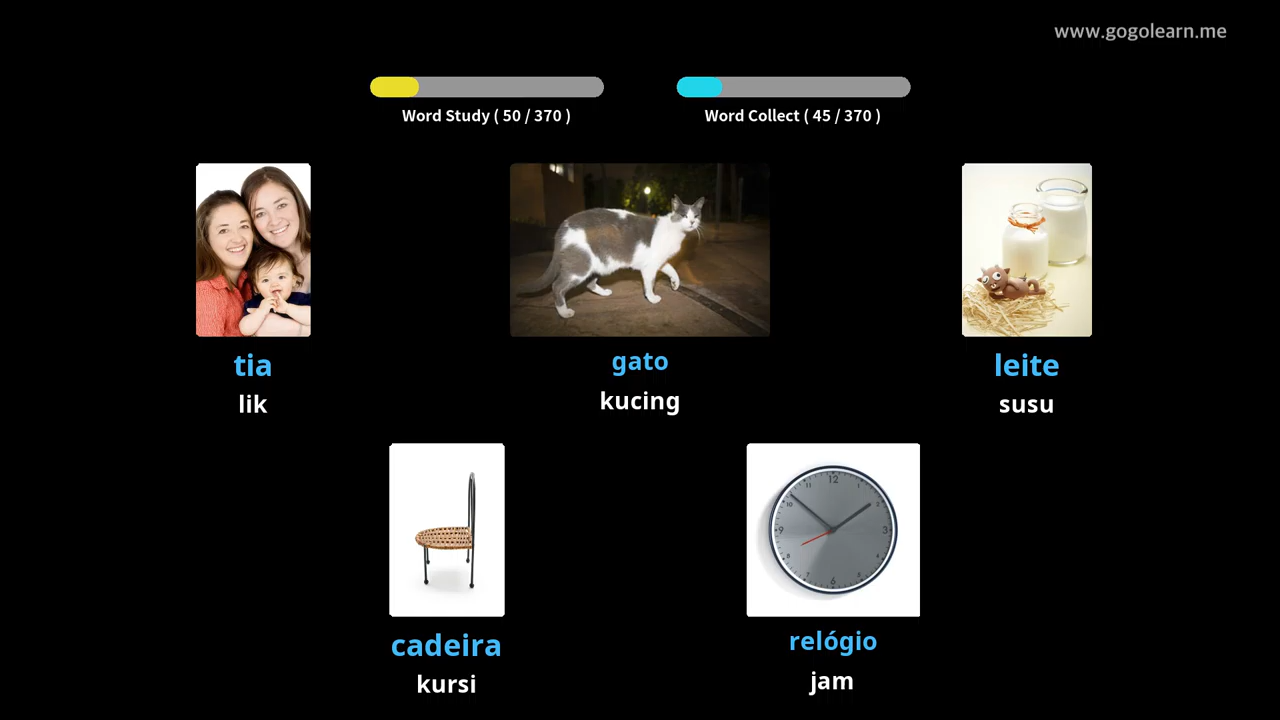 www.gogolearn.me
Word Study ( 50 / 370 )
Word Collect ( 45 / 370 )
tia
lik
gato
kucing
leite
susu
cadeira
kursi
relógio
jam